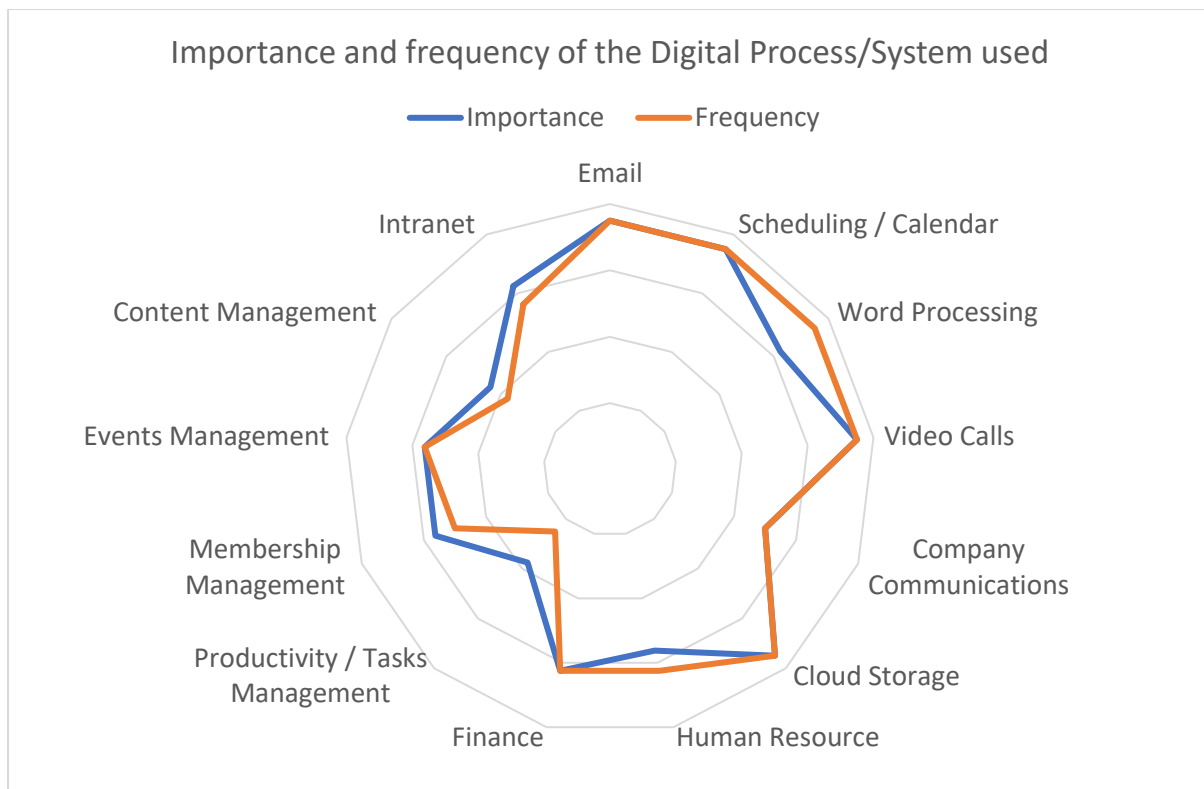 Importance and frequency of the Digital Process/System used
Importance
Frequency
Email
Scheduling / Calendar
Word Processing
Video Calls
Company
Communications
Cloud Storage
Human Resource
Finance
Productivity / Tasks
Management
Membership
Management
Events Management
Content Management
Intranet